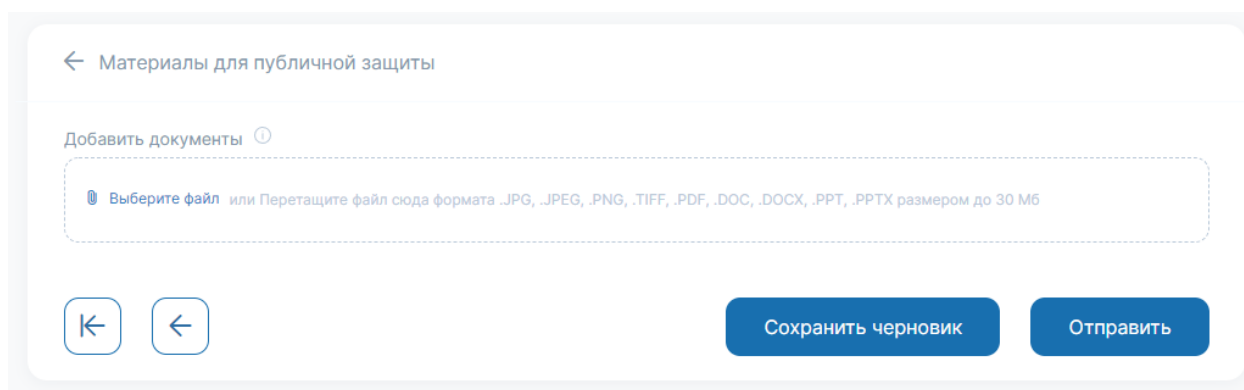 Материалы для публичной защиты
Добавить документы
Выберите файл или Перетащите файл сюда формата .JPG, .JPEG, .PNG, .TIFF, .PDF, .DOC, .DOCX, .PPT, .PPTX размером до 30 Мб
Сохранить черновик Отправить